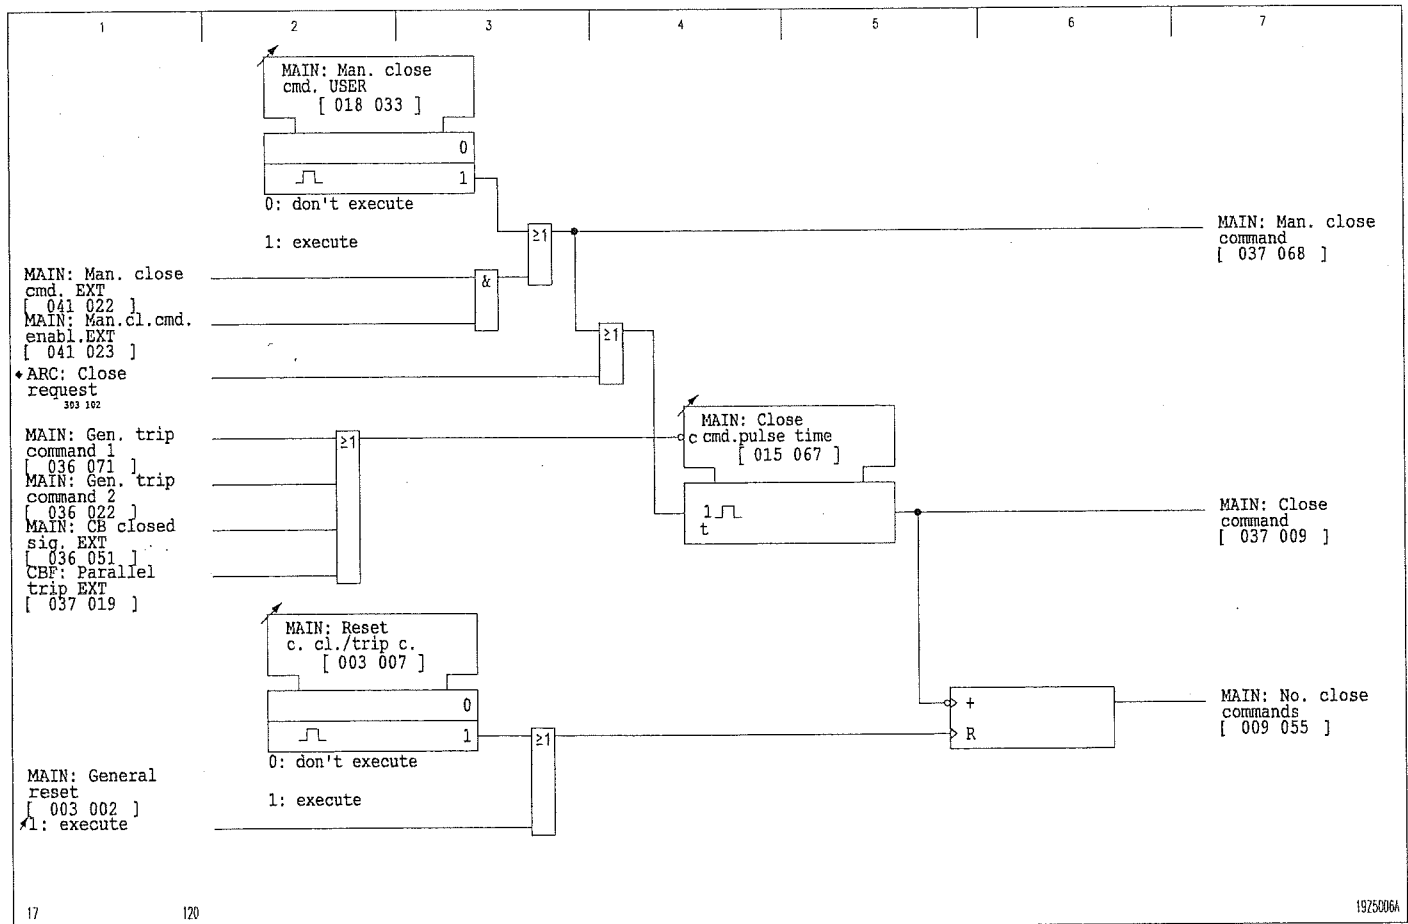 1 2 3 4 5 6 7
MAIN: Man. close
cmd. USER
[ 018 033 ]
0
1
0: don't execute
1: execute
≥1
MAIN: Man. close
command
[ 037 068 ]
MAIN: Man. close
cmd. EXT
[ 041 022 ]
&
MAIN: Man.cl.cmd.
enabl.EXT
[ 041 023 ]
≥1
ARC: Close
request
303 102
MAIN: Close
c cmd.pulse time
[ 015 067 ]
1
t
MAIN: Gen. trip
command 1
[ 036 071 ]
≥1
MAIN: Gen. trip
command 2
[ 036 022 ]
MAIN: CB closed
sig. EXT
[ 036 051 ]
CBF: Parallel
trip EXT
[ 037 019 ]
MAIN: Close
command
[ 037 009 ]
MAIN: Reset
c. cl./trip c.
[ 003 007 ]
0
1
0: don't execute
1: execute
≥1
+
R
MAIN: No. close
commands
[ 009 055 ]
MAIN: General
reset
[ 003 002 ]
1: execute
17 120
19Z5006A